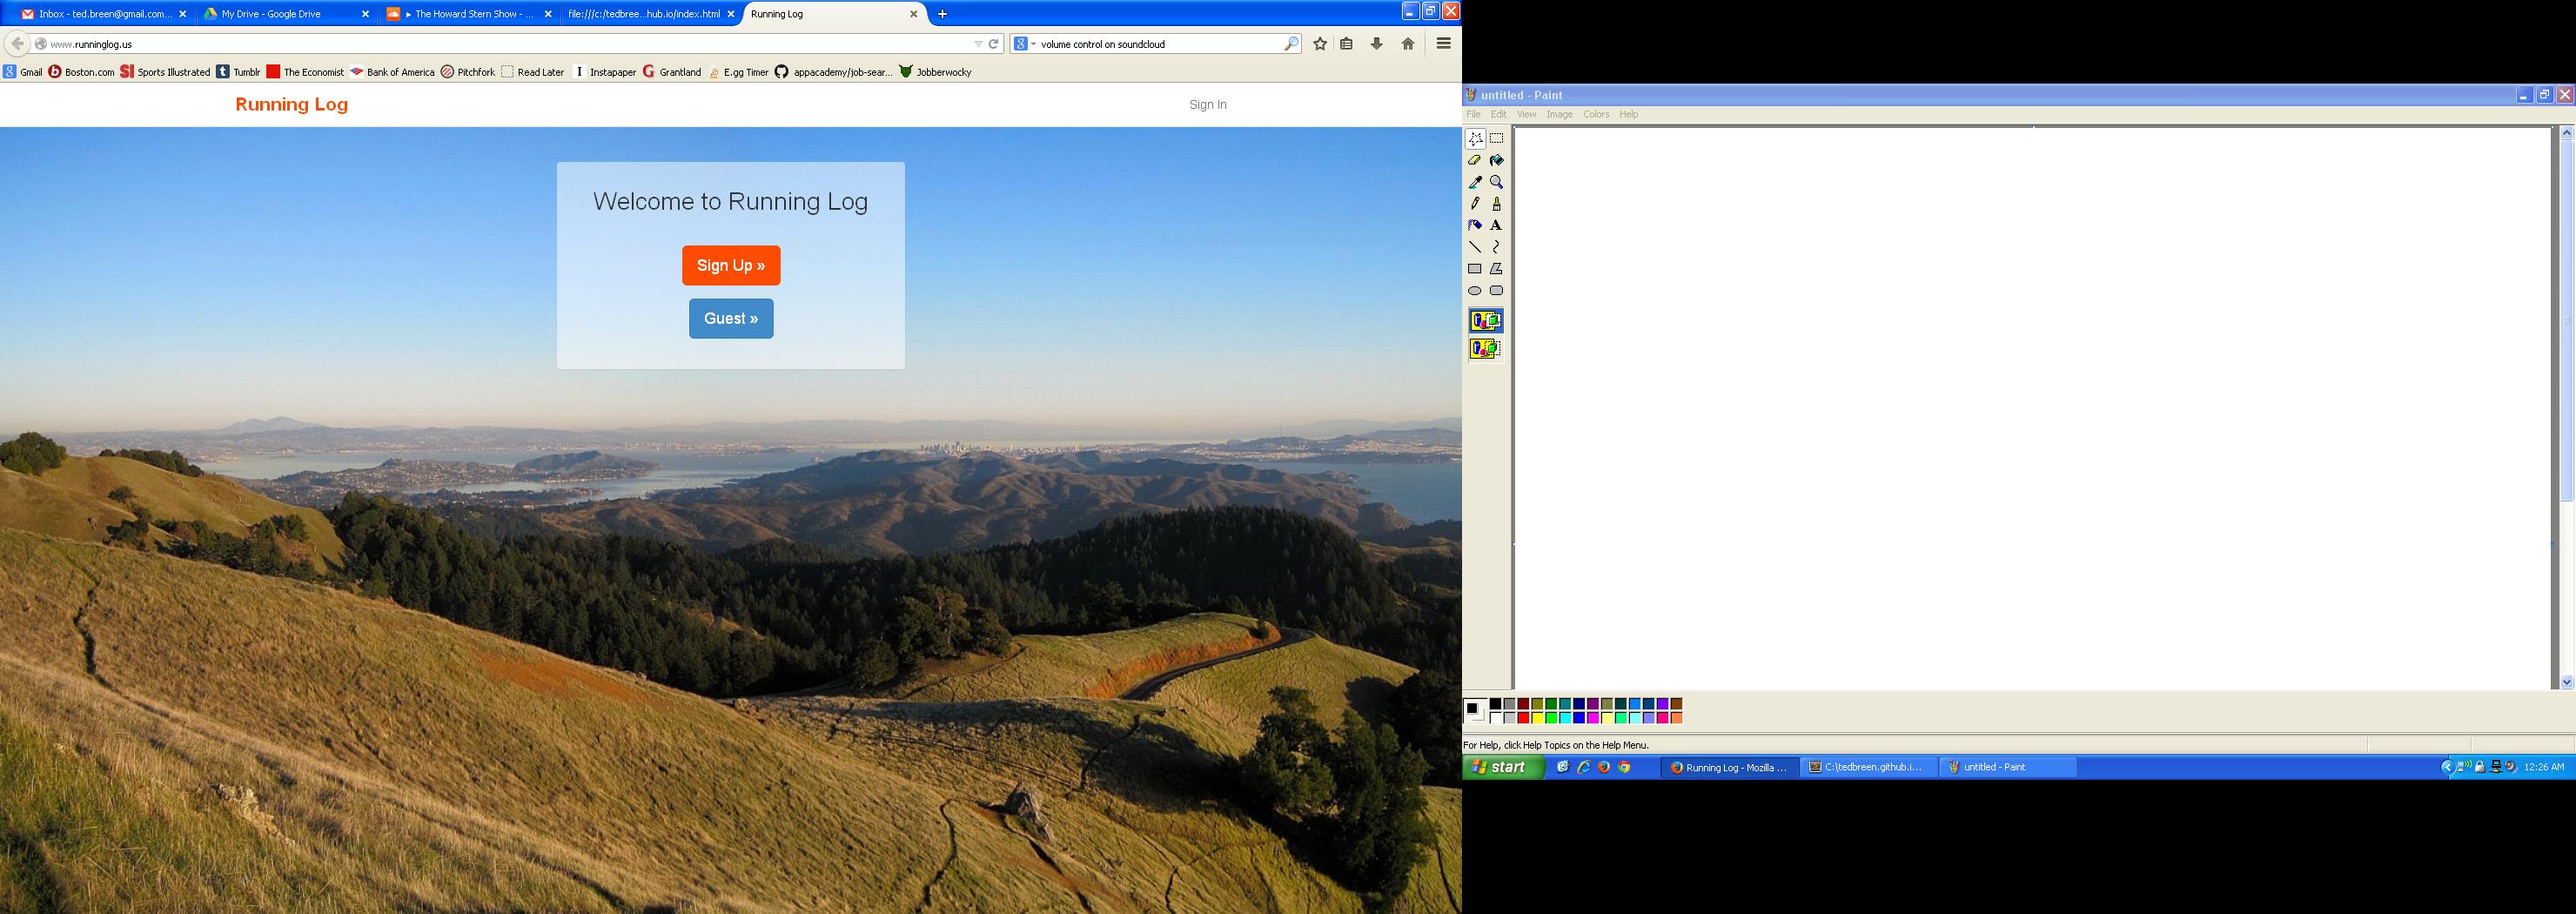 Inbox - ted.breen@gmail.com...
My Drive - Google Drive
► The Howard Stern Show - ...
file:///c:/tedbree...hub.io/index.html
Running Log
www.runninglog.us
volume control on soundcloud
Gmail
Boston.com
Sports Illustrated
Tumblr
The Economist
Bank of America
Pitchfork
Read Later
Instapaper
Grantland
E.gg Timer
appacademy/job-sear...
Jobberwocky
Running Log
Sign In
Welcome to Running Log
Sign Up »
Guest »
untitled - Paint
File Edit View Image Colors Help
For Help, click Help Topics on the Help Menu.
start
Running Log - Mozilla ...
C:\tedbreen.github.i...
untitled - Paint
12:26 AM